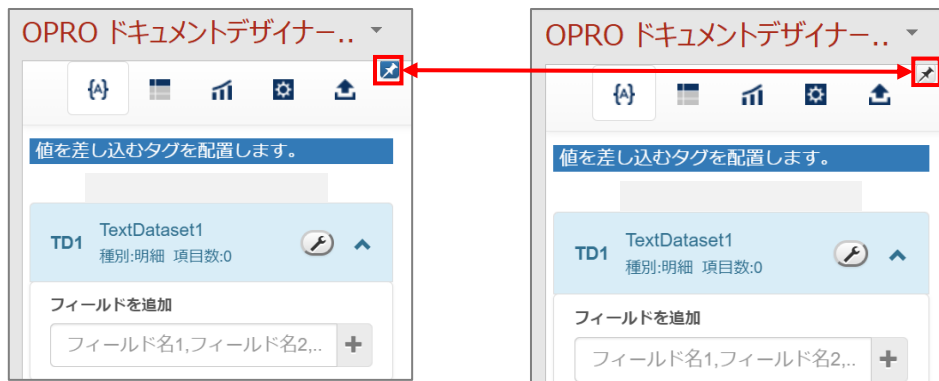 OPRO ドキュメントデザイナー..
{A}
値を差し込むタグを配置します。
TD1
TextDataset1
種別:明細 項目数:0
フィールドを追加
フィールド名1,フィールド名2,..
OPRO ドキュメントデザイナー..
{A}
値を差し込むタグを配置します。
TD1
TextDataset1
種別:明細 項目数:0
フィールドを追加
フィールド名1,フィールド名2,..